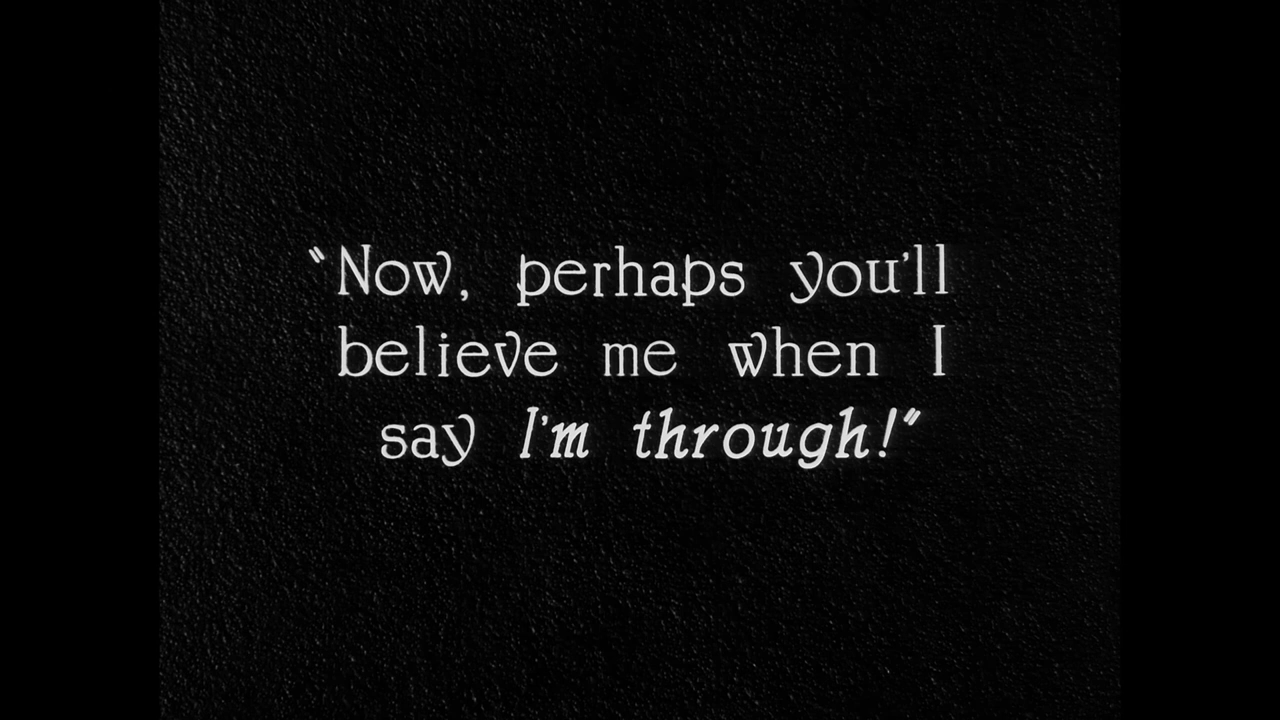 “Now, perhaps you'll
believe me when I
say I'm through!”